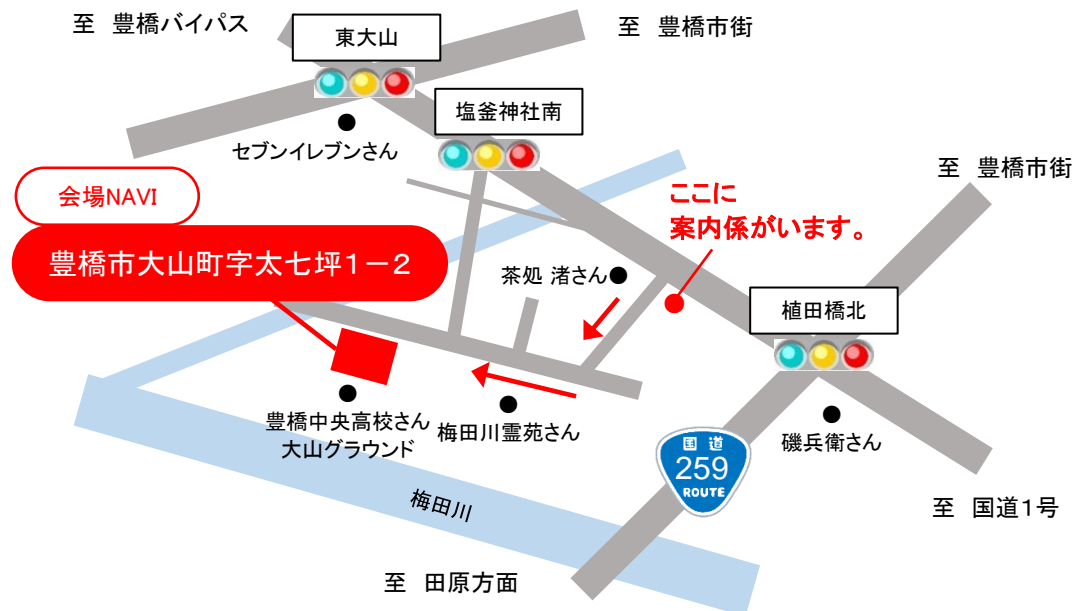 至　豊橋バイパス
東大山
至　豊橋市街
塩釜神社南
セブンイレブンさん
至　豊橋市街
会場NAVI
ここに
案内係がいます。
豊橋市大山町字太七坪１－２
茶処 渚さん
植田橋北
豊橋中央高校さん
大山グラウンド
梅田川霊苑さん
磯兵衛さん
国道
259
ROUTE
梅田川
至　国道１号
至　田原方面